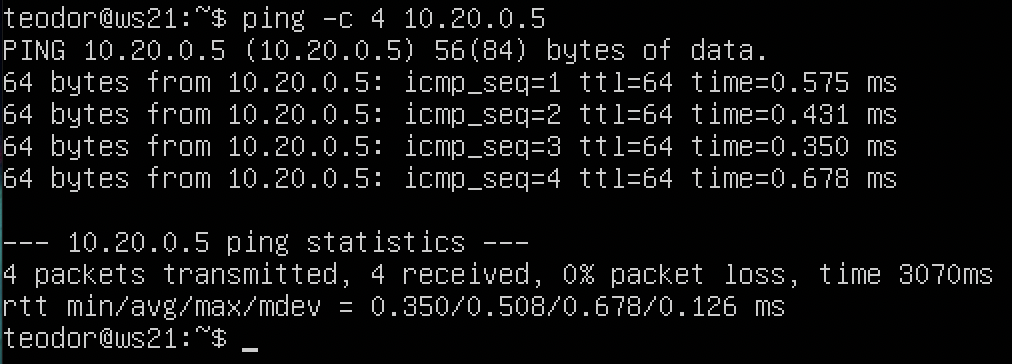 teodor@ws21:~$ ping -c 4 10.20.0.5
PING 10.20.0.5 (10.20.0.5) 56(84) bytes of data.
64 bytes from 10.20.0.5: icmp_seq=1 ttl=64 time=0.575 ms
64 bytes from 10.20.0.5: icmp_seq=2 ttl=64 time=0.431 ms
64 bytes from 10.20.0.5: icmp_seq=3 ttl=64 time=0.350 ms
64 bytes from 10.20.0.5: icmp_seq=4 ttl=64 time=0.678 ms
--- 10.20.0.5 ping statistics ---
4 packets transmitted, 4 received, 0% packet loss, time 3070ms
rtt min/avg/max/mdev = 0.350/0.508/0.678/0.126 ms
teodor@ws21:~$ _